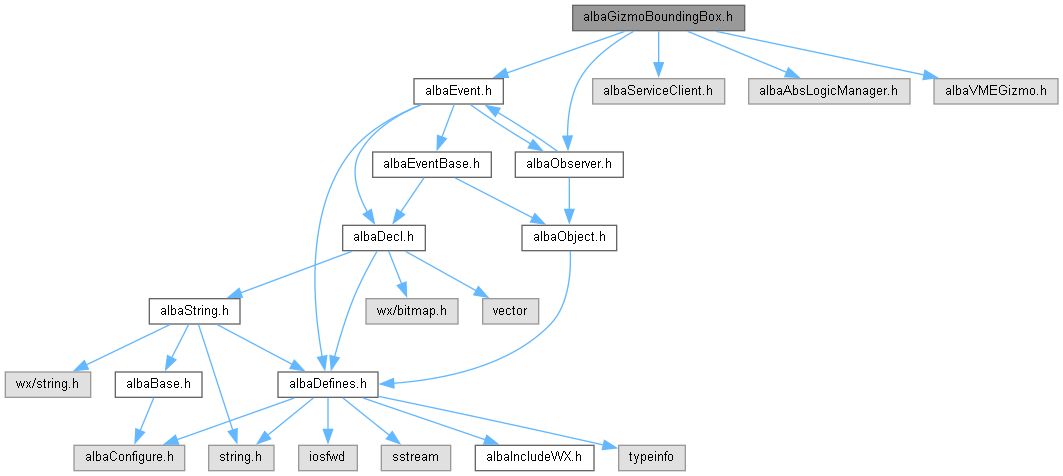 albaGizmoBoundingBox.h
albaEvent.h
albaServiceClient.h
albaAbsLogicManager.h
albaVMEGizmo.h
albaEventBase.h
albaObserver.h
albaDecl.h
albaObject.h
albaString.h
wx/bitmap.h
vector
wx/string.h
albaBase.h
albaDefines.h
albaConfigure.h
string.h
iosfwd
sstream
albaIncludeWX.h
typeinfo